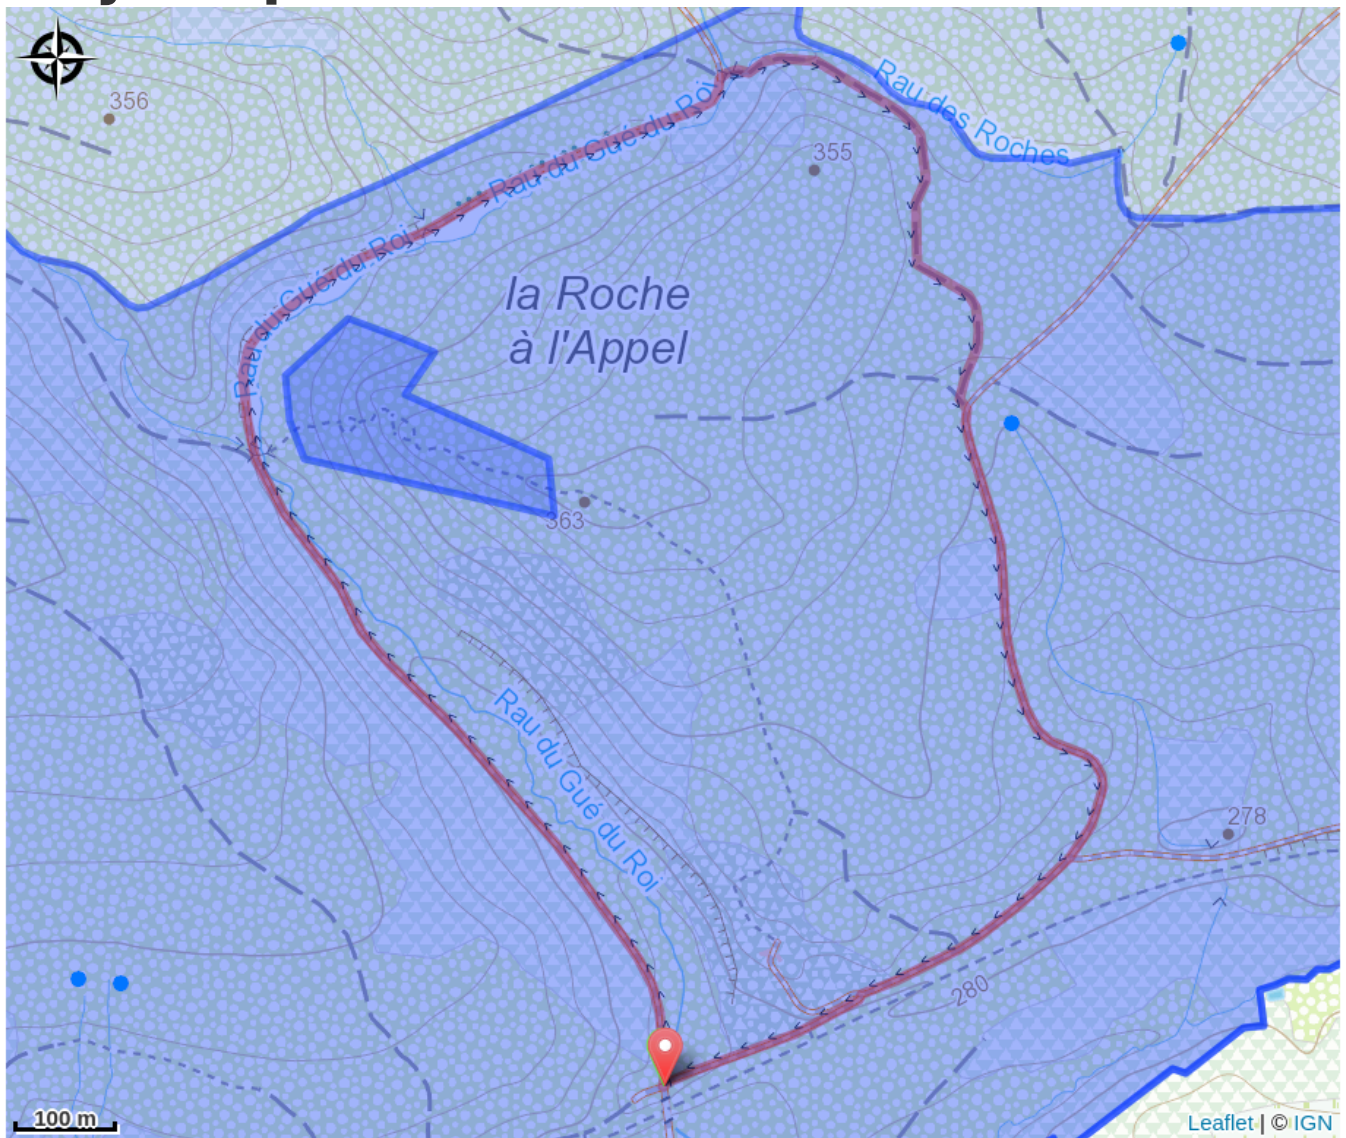 356
Rau des Roches
355
Rau du Gué du Roi
Rau du Gué du Roi
la Roche
à l'Appel
363
Rau du Gué du Roi
278
280
100 m
Leaflet | © IGN